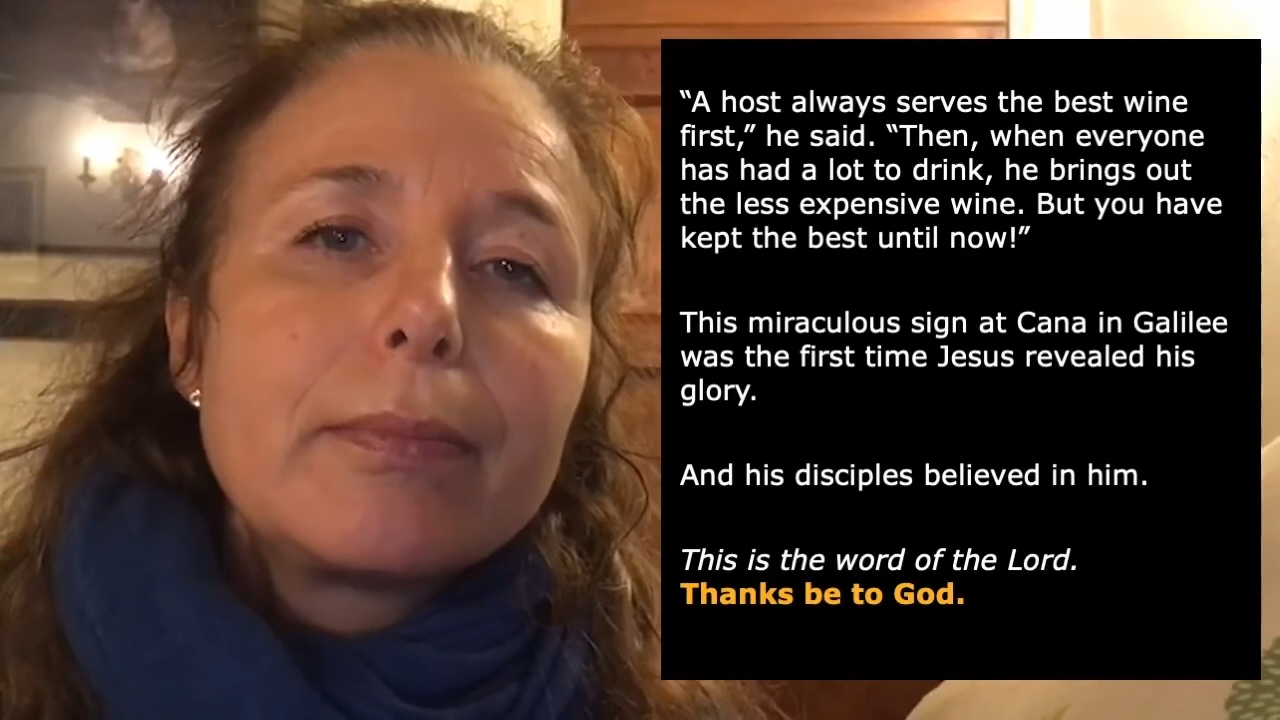 “A host always serves the best wine
first,” he said. “Then, when everyone
has had a lot to drink, he brings out
the less expensive wine. But you have
kept the best until now!”
This miraculous sign at Cana in Galilee
was the first time Jesus revealed his
glory.
And his disciples believed in him.
This is the word of the Lord.
Thanks be to God.